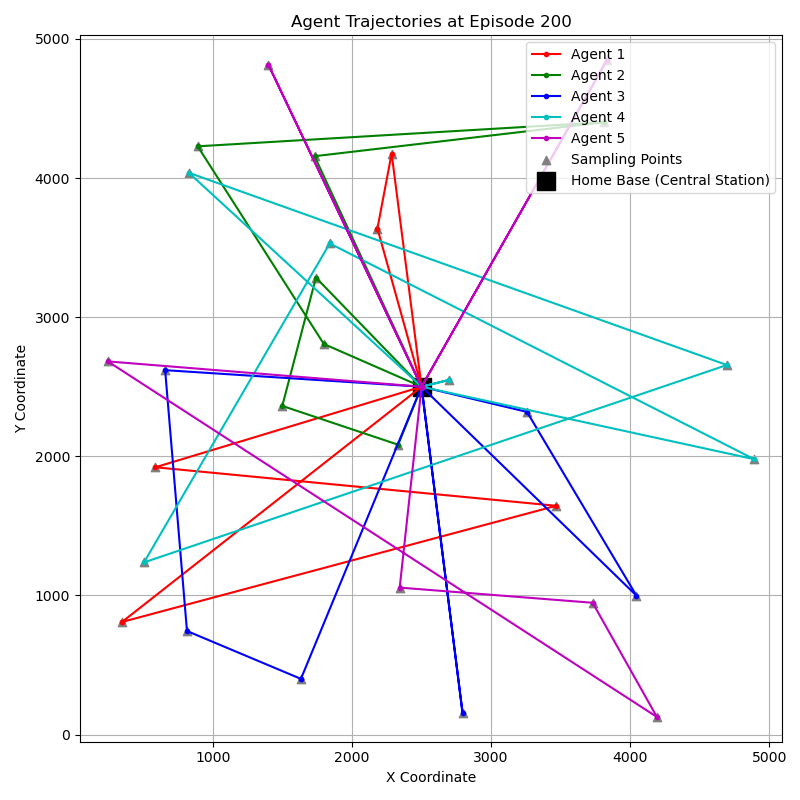 Agent Trajectories at Episode 200
Agent 1
Agent 2
Agent 3
Agent 4
Agent 5
Sampling Points
Home Base (Central Station)
Y Coordinate
5000
4000
3000
2000
1000
0
1000 2000 3000 4000 5000
X Coordinate